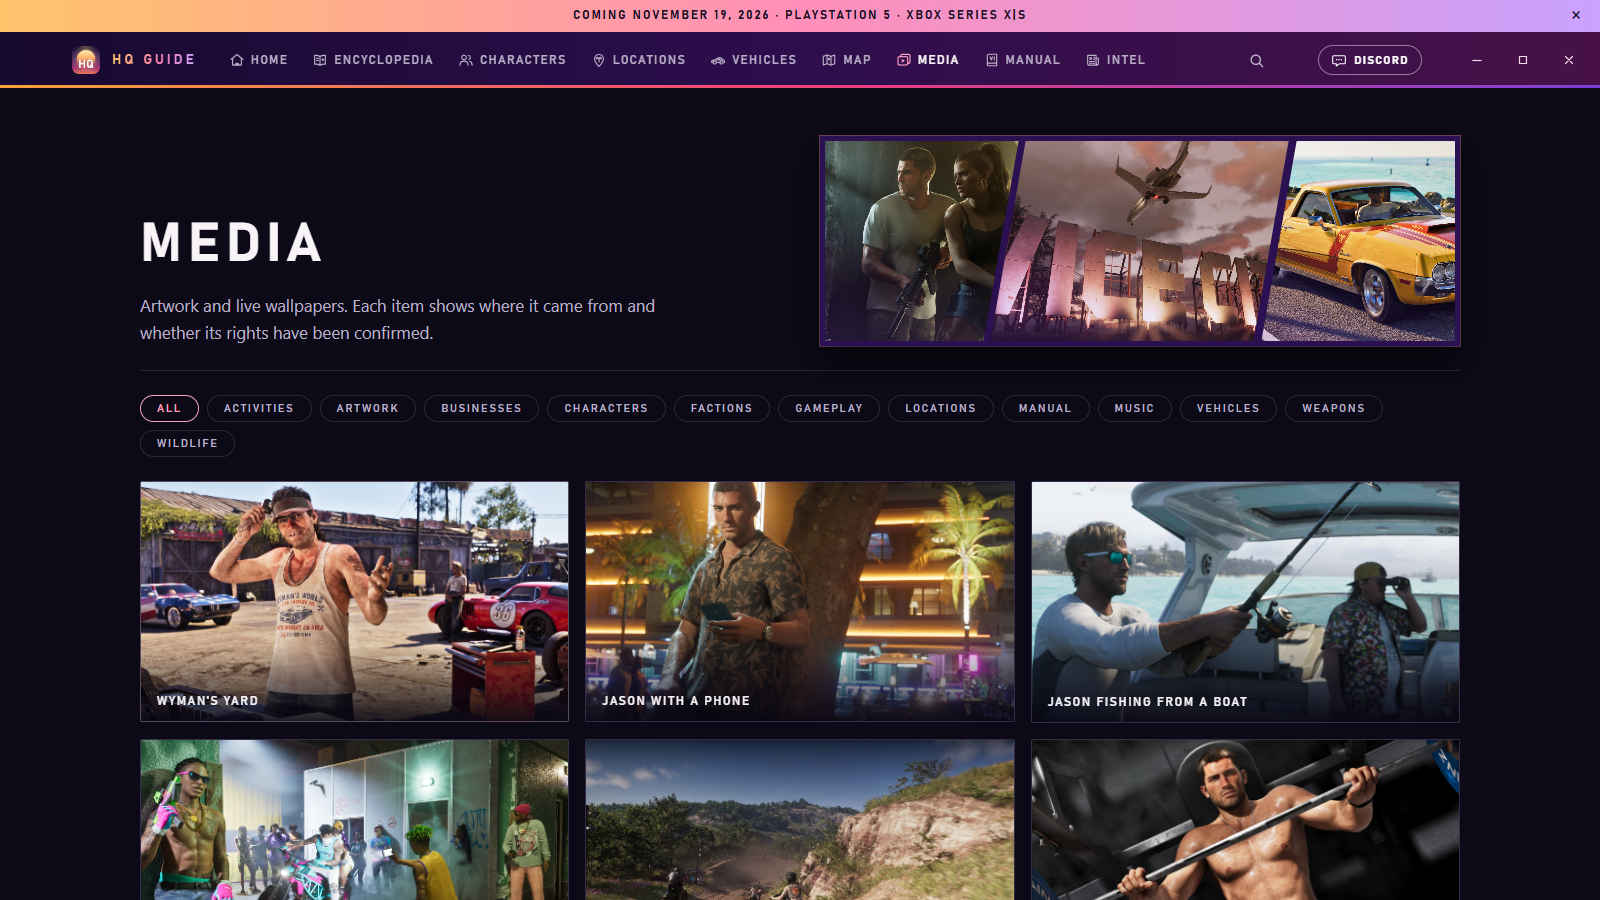 COMING NOVEMBER 19, 2026 · PLAYSTATION 5 · XBOX SERIES X|S
HQ
HQ GUIDE
HOME
ENCYCLOPEDIA
CHARACTERS
LOCATIONS
VEHICLES
MAP
MEDIA
MANUAL
INTEL
DISCORD
MEDIA
Artwork and live wallpapers. Each item shows where it came from and
whether its rights have been confirmed.
ALL
ACTIVITIES
ARTWORK
BUSINESSES
CHARACTERS
FACTIONS
GAMEPLAY
LOCATIONS
MANUAL
MUSIC
VEHICLES
WEAPONS
WILDLIFE
36
WYMAN'S YARD
JASON WITH A PHONE
JASON FISHING FROM A BOAT